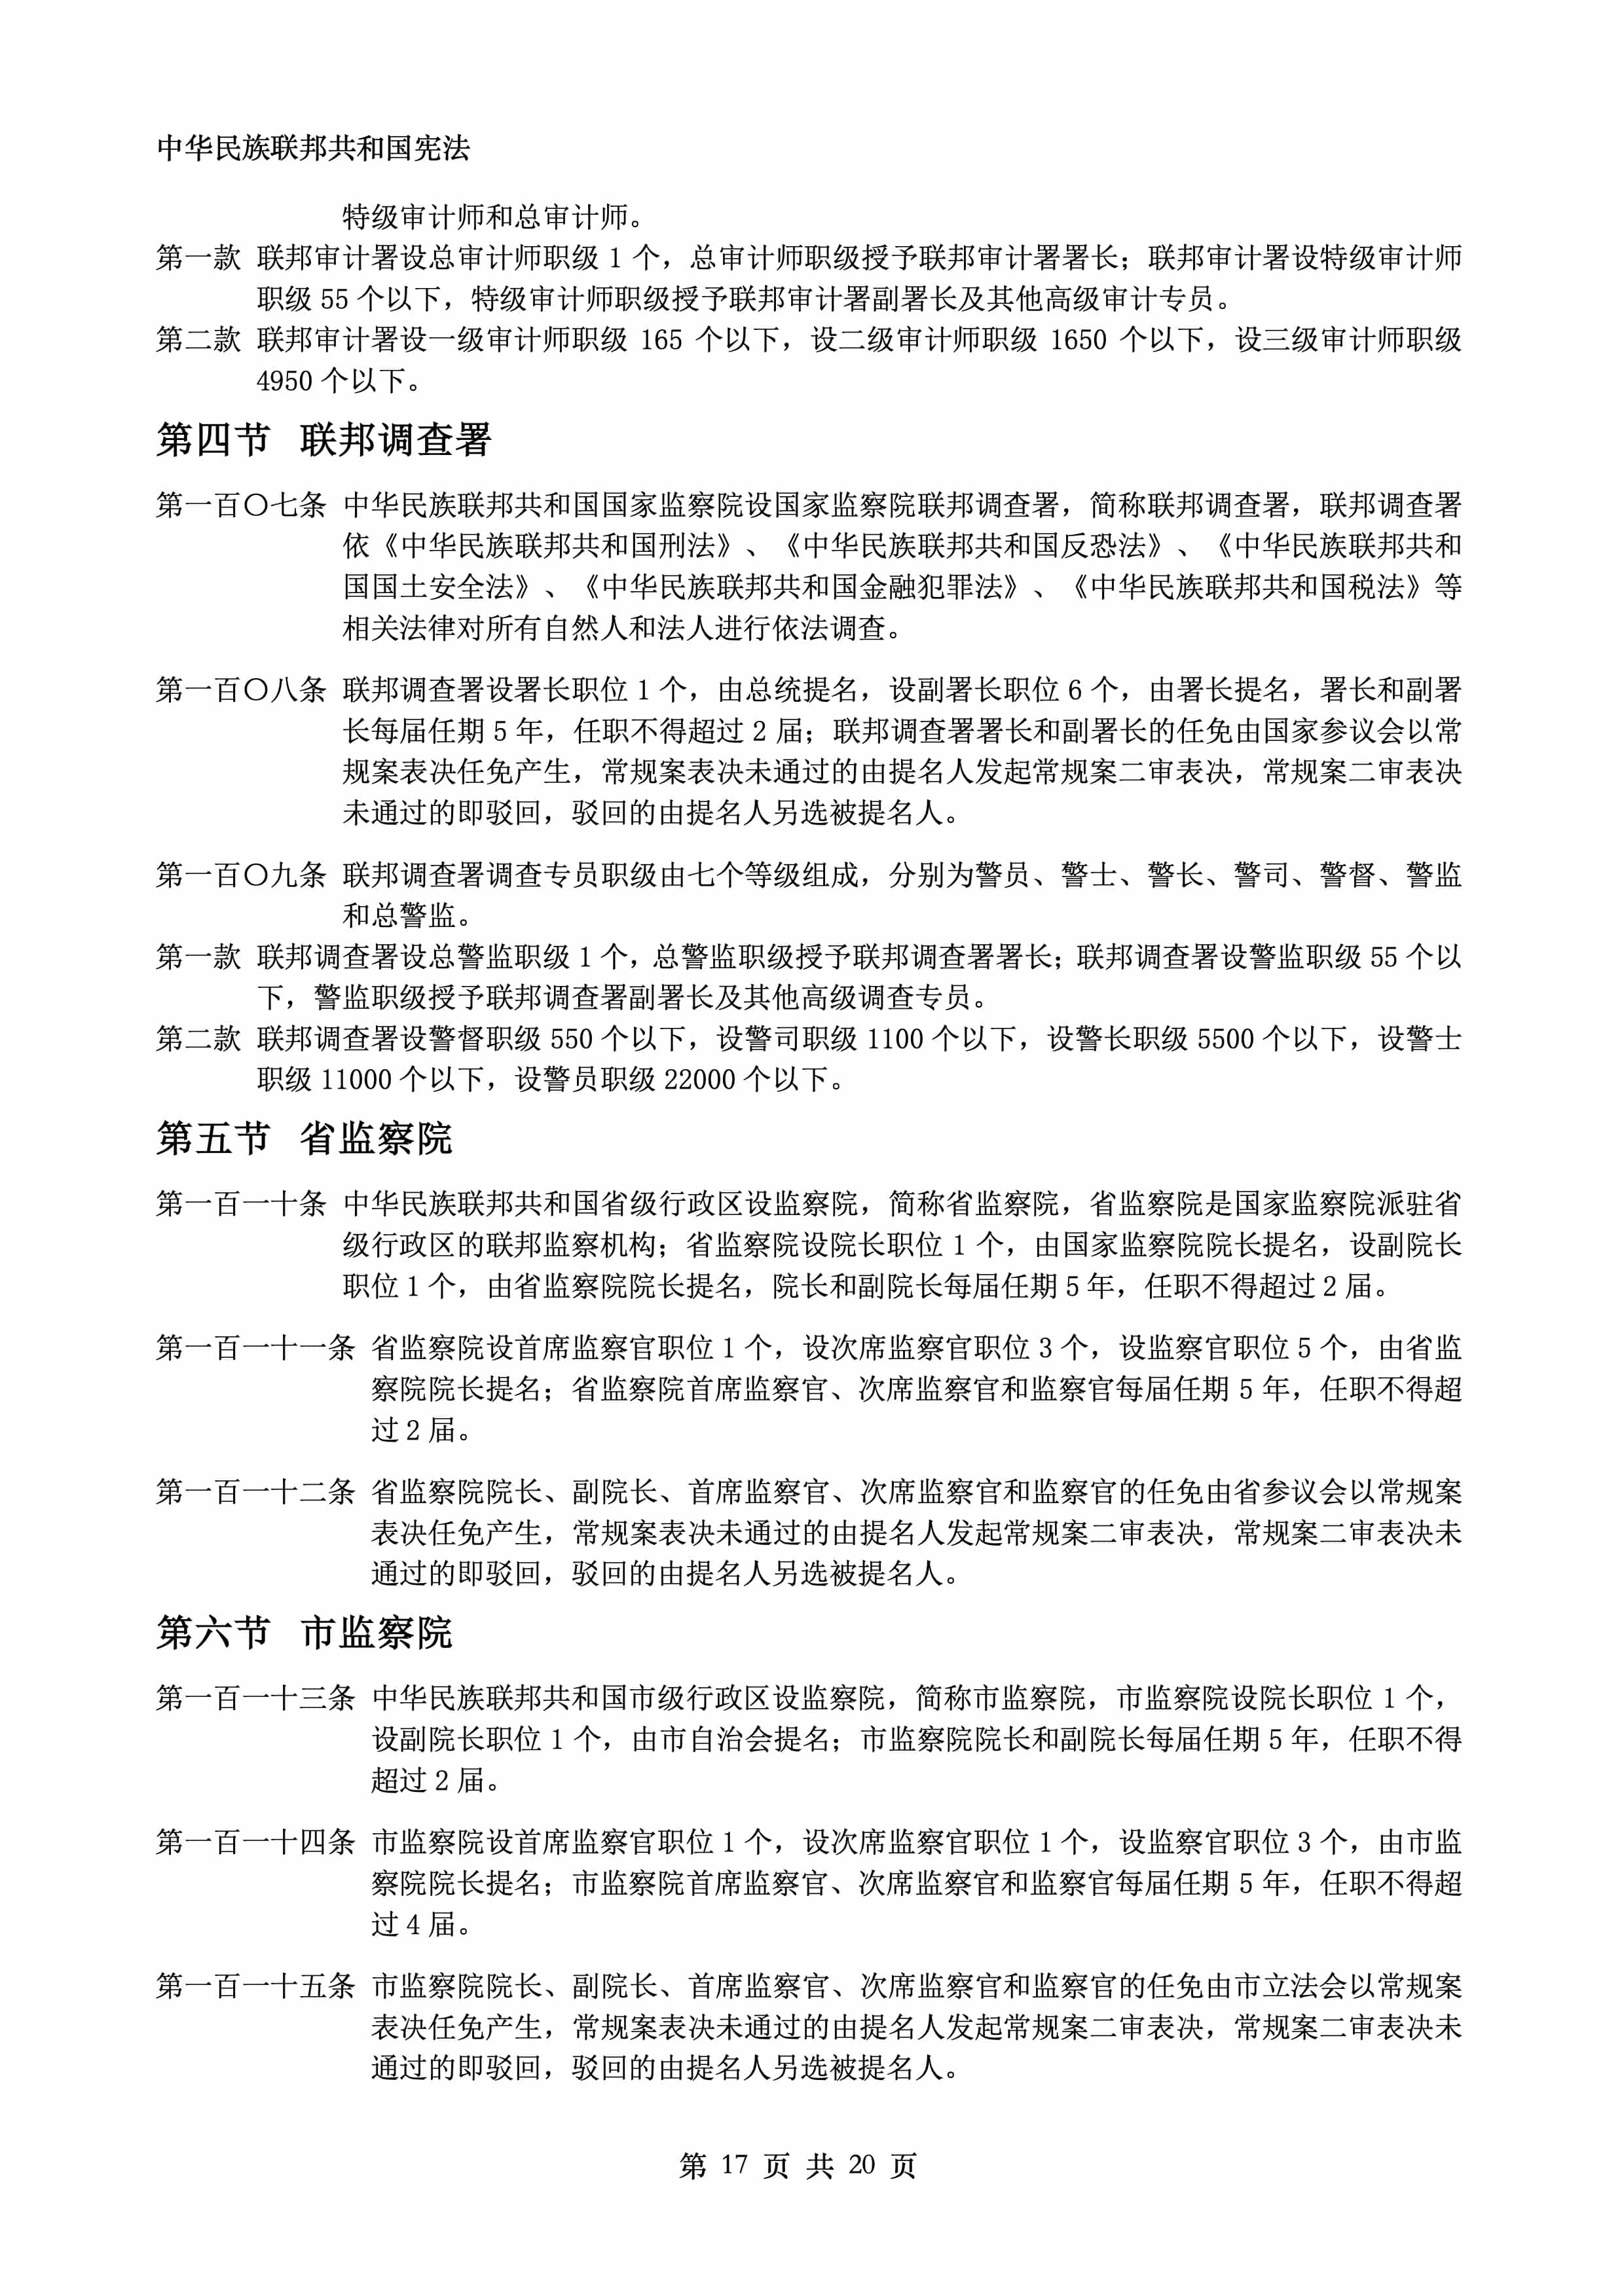 中华民族联邦共和国宪法
特级审计师和总审计师。
第一款 联邦审计署设总审计师职级 1 个，总审计师职级授予联邦审计署署长；联邦审计署设特级审计师
职级 55 个以下，特级审计师职级授予联邦审计署副署长及其他高级审计专员。
第二款 联邦审计署设一级审计师职级 165 个以下，设二级审计师职级 1650 个以下，设三级审计师职级
4950 个以下。
第四节 联邦调查署
第一百〇七条 中华民族联邦共和国国家监察院设国家监察院联邦调查署，简称联邦调查署，联邦调查署
依《中华民族联邦共和国刑法》、《中华民族联邦共和国反恐法》、《中华民族联邦共和
国国土安全法》、《中华民族联邦共和国金融犯罪法》、《中华民族联邦共和国税法》等
相关法律对所有自然人和法人进行依法调查。
第一百〇八条 联邦调查署设署长职位 1 个，由总统提名，设副署长职位 6 个，由署长提名，署长和副署
长每届任期 5 年，任职不得超过 2 届；联邦调查署署长和副署长的任免由国家参议会以常
规案表决任免产生，常规案表决未通过的由提名人发起常规案二审表决，常规案二审表决
未通过的即驳回，驳回的由提名人另选被提名人。
第一百〇九条 联邦调查署调查专员职级由七个等级组成，分别为警员、警士、警长、警司、警督、警监
和总警监。
第一款 联邦调查署设总警监职级 1 个，总警监职级授予联邦调查署署长；联邦调查署设警监职级 55 个以
下，警监职级授予联邦调查署副署长及其他高级调查专员。
第二款 联邦调查署设警督职级 550 个以下，设警司职级 1100 个以下，设警长职级 5500 个以下，设警士
职级 11000 个以下，设警员职级 22000 个以下。
第五节 省监察院
第一百一十条 中华民族联邦共和国省级行政区设监察院，简称省监察院，省监察院是国家监察院派驻省
级行政区的联邦监察机构；省监察院设院长职位 1 个，由国家监察院院长提名，设副院长
职位 1 个，由省监察院院长提名，院长和副院长每届任期 5 年，任职不得超过 2 届。
第一百一十一条 省监察院设首席监察官职位 1 个，设次席监察官职位 3 个，设监察官职位 5 个，由省监
察院院长提名；省监察院首席监察官、次席监察官和监察官每届任期 5 年，任职不得超
过 2 届。
第一百一十二条 省监察院院长、副院长、首席监察官、次席监察官和监察官的任免由省参议会以常规案
表决任免产生，常规案表决未通过的由提名人发起常规案二审表决，常规案二审表决未
通过的即驳回，驳回的由提名人另选被提名人。
第六节 市监察院
第一百一十三条 中华民族联邦共和国市级行政区设监察院，简称市监察院，市监察院设院长职位 1 个，
设副院长职位 1 个，由市自治会提名；市监察院院长和副院长每届任期 5 年，任职不得
超过 2 届。
第一百一十四条 市监察院设首席监察官职位 1 个，设次席监察官职位 1 个，设监察官职位 3 个，由市监
察院院长提名；市监察院首席监察官、次席监察官和监察官每届任期 5 年，任职不得超
过 4 届。
第一百一十五条 市监察院院长、副院长、首席监察官、次席监察官和监察官的任免由市立法会以常规案
表决任免产生，常规案表决未通过的由提名人发起常规案二审表决，常规案二审表决未
通过的即驳回，驳回的由提名人另选被提名人。
第 17 页 共 20 页